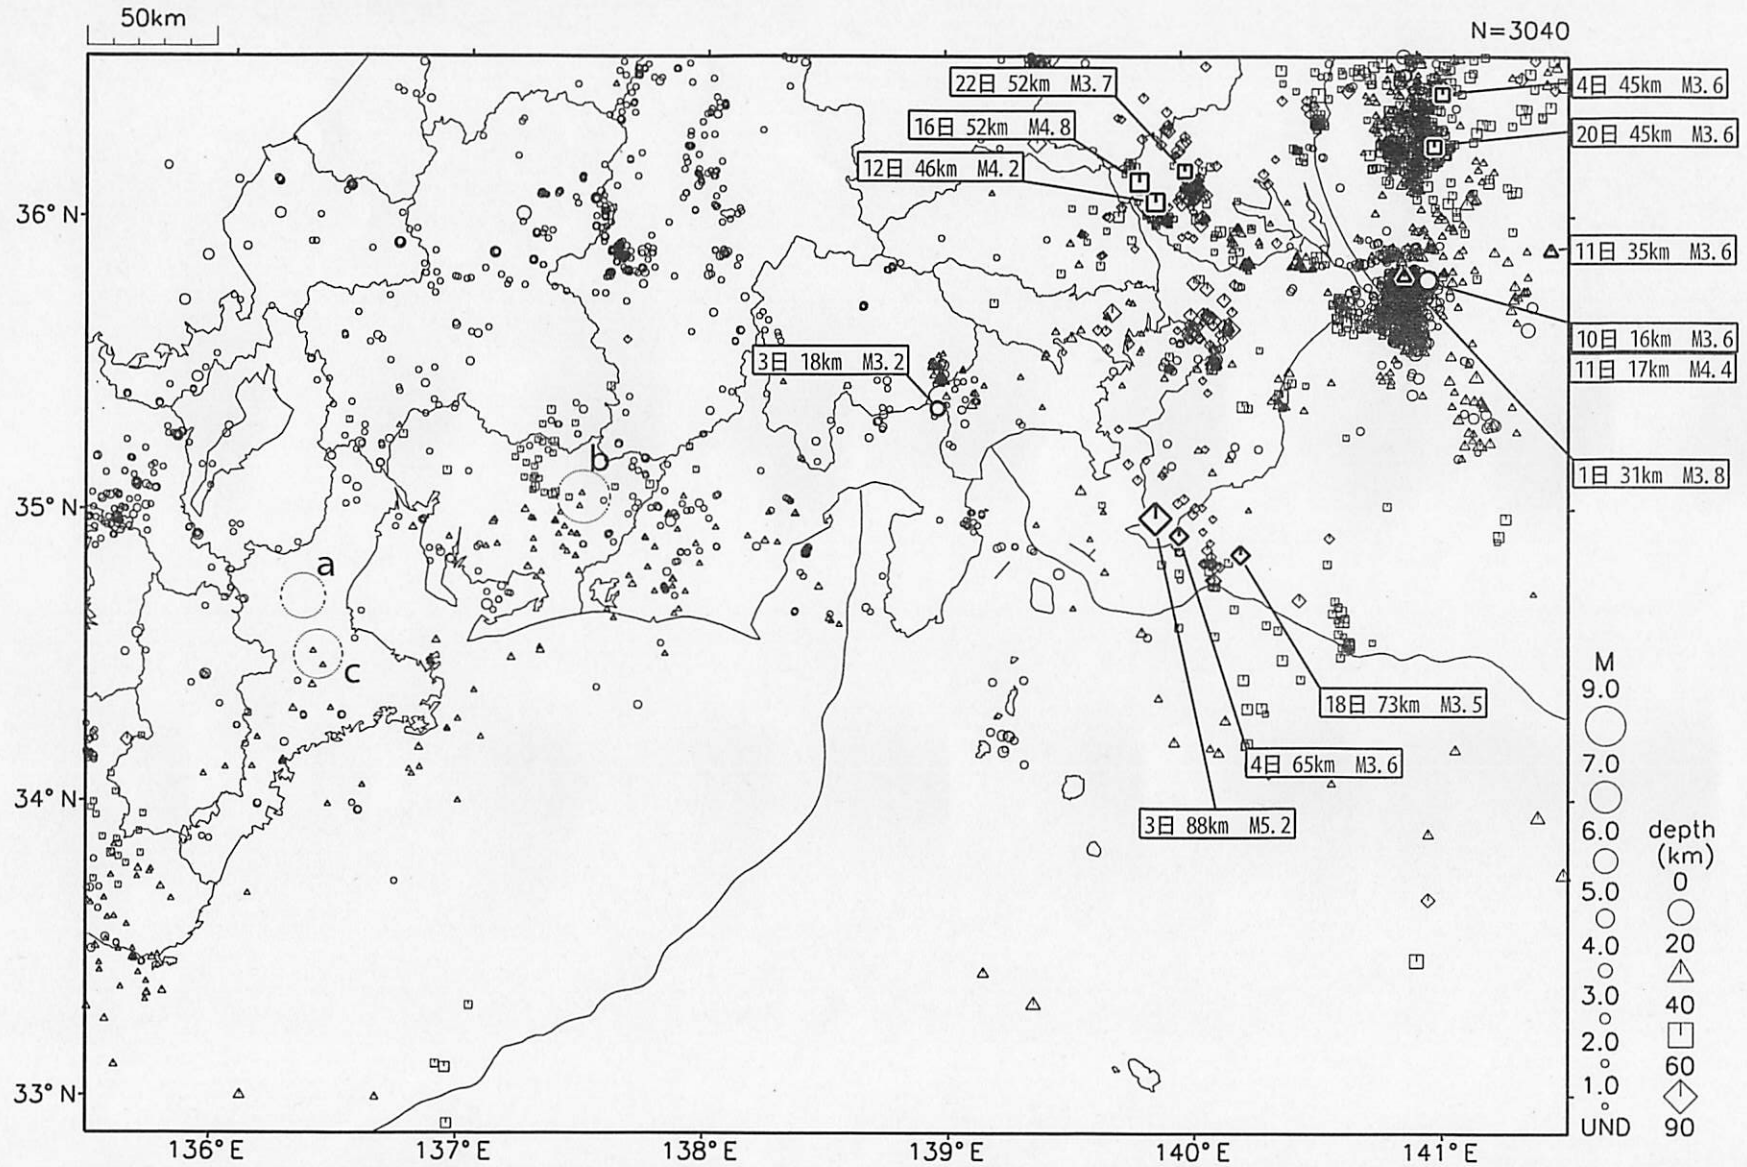 50km
N=3040
22日 52km M3.7
4日 45km M3.6
16日 52km M4.8
20日 45km M3.6
12日 46km M4.2
36°N
11日 35km M3.6
10日 16km M3.6
3日 18km M3.2
11日 17km M4.4
b
1日 31km M3.8
35°N
a
c
18日 73km M3.5
4日 65km M3.6
34°N
3日 88km M5.2
33°N
136°E
137°E
138°E
139°E
140°E
141°E
M
9.0
7.0
6.0
5.0
4.0
3.0
2.0
1.0
UND
depth
(km)
0
20
40
60
90